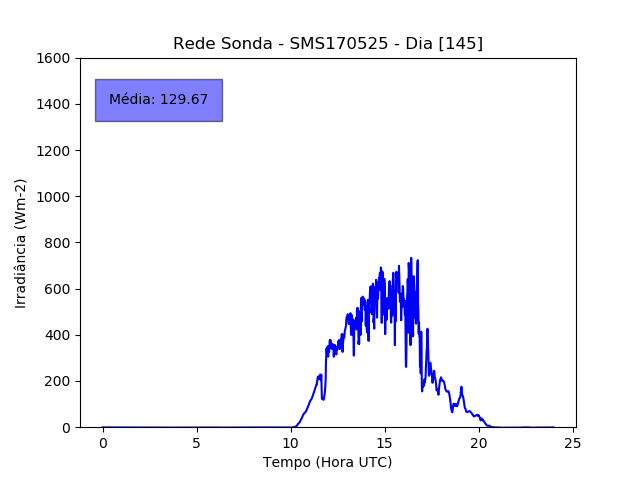 Rede Sonda - SMS170525 - Dia [145]
1600
1400
1200
1000
800
600
400
200
0
Média: 129.67
Irradiância (Wm-2)
0 5 10 15 20 25
Tempo (Hora UTC)